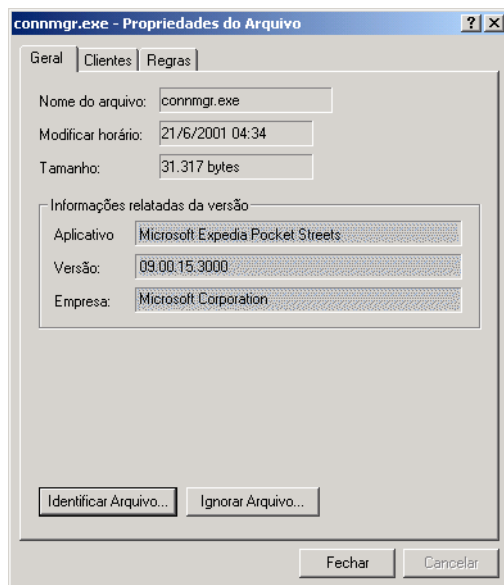 connmgr.exe - Propriedades do Arquivo
Geral Clientes Regras
Nome do arquivo: connmgr.exe
Modificar horário: 21/6/2001 04:34
Tamanho: 31.317 bytes
Informações relatadas da versão
Aplicativo Microsoft Expedia Pocket Streets
Versão: 09.00.15.3000
Empresa: Microsoft Corporation
Identificar Arquivo... Ignorar Arquivo...
Fechar Cancelar